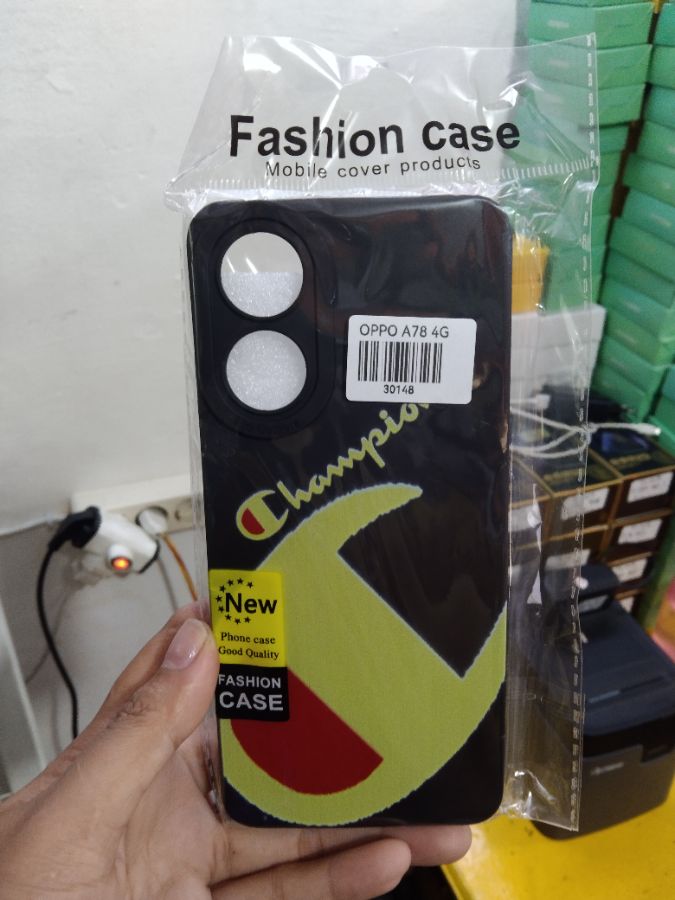 Fashion case
Mobile cover products
OPPO A78 4G
30148
Champion
New
Phone case
Good Quality
FASHION
CASE